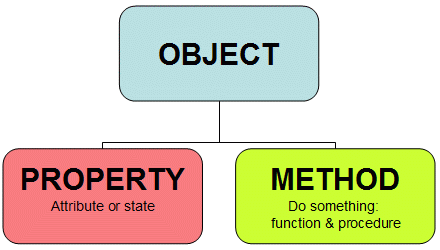 OBJECT
PROPERTY
Attribute or state
METHOD
Do something:
function & procedure